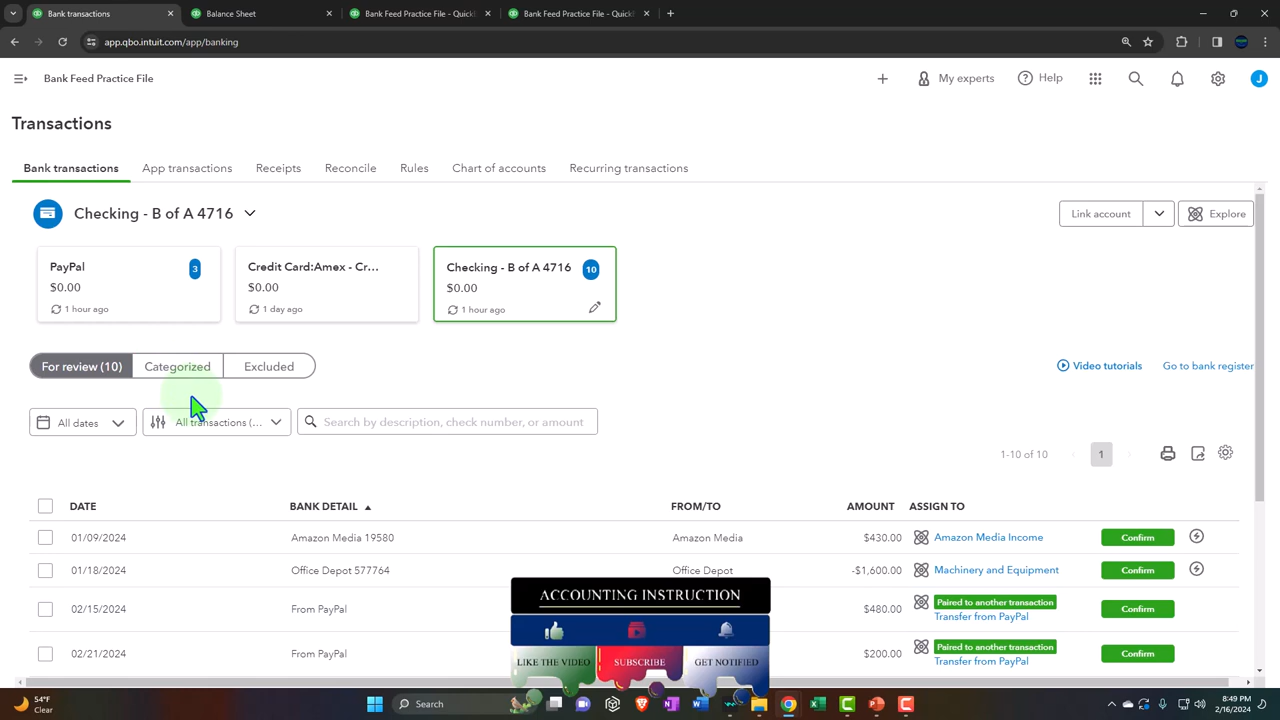 Bank transactions
Balance Sheet
Bank Feed Practice File - Quick
Bank Feed Practice File - Quick
app.qbo.intuit.com/app/banking
Bank Feed Practice File
My experts
Help
J
Transactions
Bank transactions
App transactions
Receipts
Reconcile
Rules
Chart of accounts
Recurring transactions
Checking - B of A 4716
Link account
Explore
PayPal
3
$0.00
1 hour ago
Credit Card:Amex - Cr...
$0.00
1 day ago
Checking - B of A 4716
10
$0.00
1 hour ago
For review (10)
Categorized
Excluded
Video tutorials
Go to bank register
All dates
All transactions (...
Search by description, check number, or amount
1-10 of 10
1
DATE BANK DETAIL FROM/TO AMOUNT ASSIGN TO
01/09/2024 Amazon Media 19580 Amazon Media $430.00 Amazon Media Income Confirm
01/18/2024 Office Depot 577764 Office Depot -$1,600.00 Machinery and Equipment Confirm
02/15/2024 From PayPal $480.00 Paired to another transaction Confirm
Transfer from PayPal
02/21/2024 From PayPal $200.00 Paired to another transaction Confirm
Transfer from PayPal
ACCOUNTING INSTRUCTION
LIKE THE VIDEO
SUBSCRIBE
GET NOTIFIED
54°F
Clear
Search
8:49 PM
2/16/2024